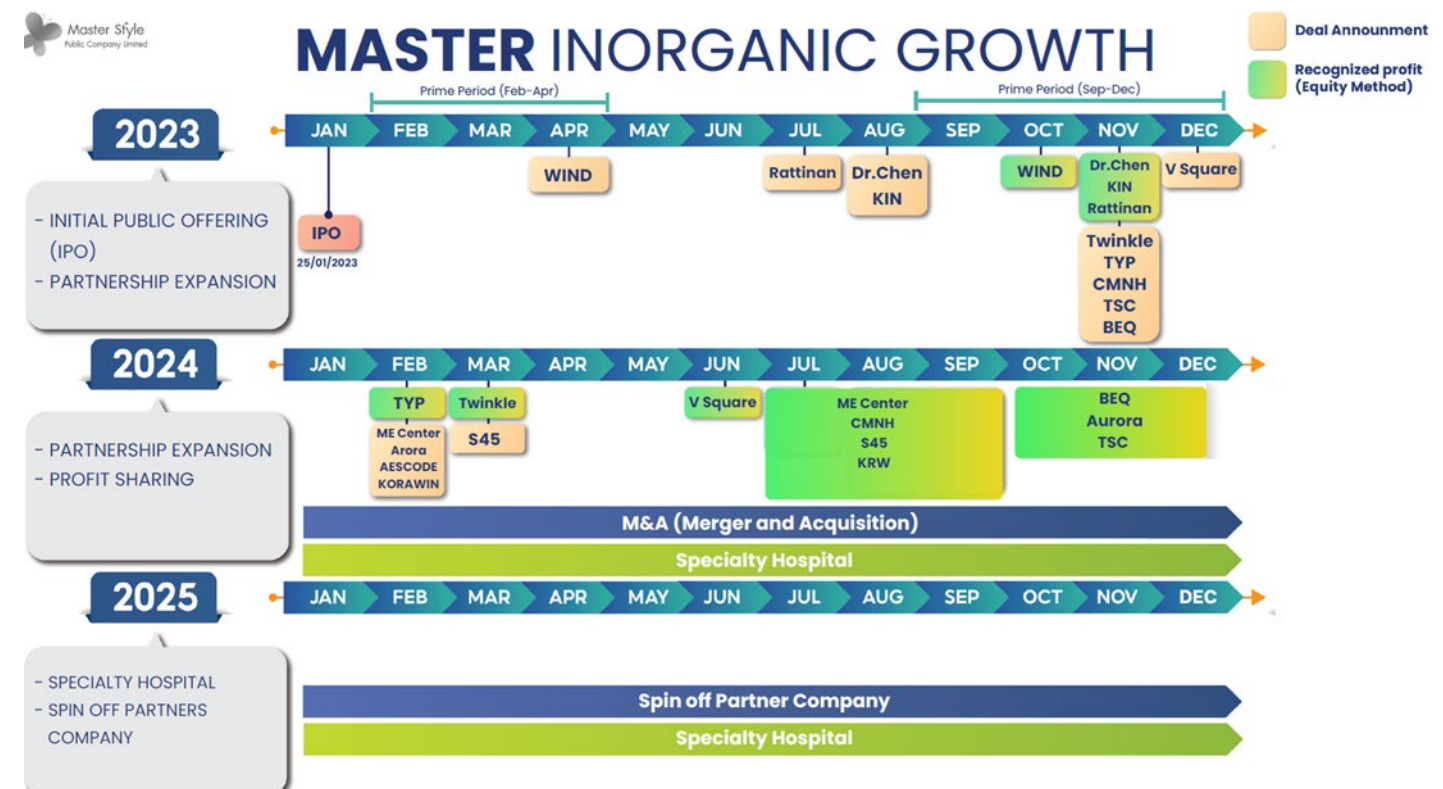 Master Style
Public Company Limited
MASTER INORGANIC GROWTH
Deal Announment
Recognized profit
(Equity Method)
Prime Period (Feb-Apr)
Prime Period (Sep-Dec)
2023
JAN FEB MAR APR MAY JUN JUL AUG SEP OCT NOV DEC
- INITIAL PUBLIC OFFERING
(IPO)
- PARTNERSHIP EXPANSION
IPO
25/01/2023
WIND
Rattinan
Dr.Chen
KIN
WIND
Dr.Chen
KIN
Rattinan
Twinkle
TYP
CMNH
TSC
BEQ
V Square
2024
JAN FEB MAR APR MAY JUN JUL AUG SEP OCT NOV DEC
- PARTNERSHIP EXPANSION
- PROFIT SHARING
TYP
ME Center
Arora
AESCODE
KORAWIN
Twinkle
S45
V Square
ME Center
CMNH
S45
KRW
BEQ
Aurora
TSC
M&A (Merger and Acquisition)
Specialty Hospital
2025
JAN FEB MAR APR MAY JUN JUL AUG SEP OCT NOV DEC
- SPECIALTY HOSPITAL
- SPIN OFF PARTNERS
COMPANY
Spin off Partner Company
Specialty Hospital